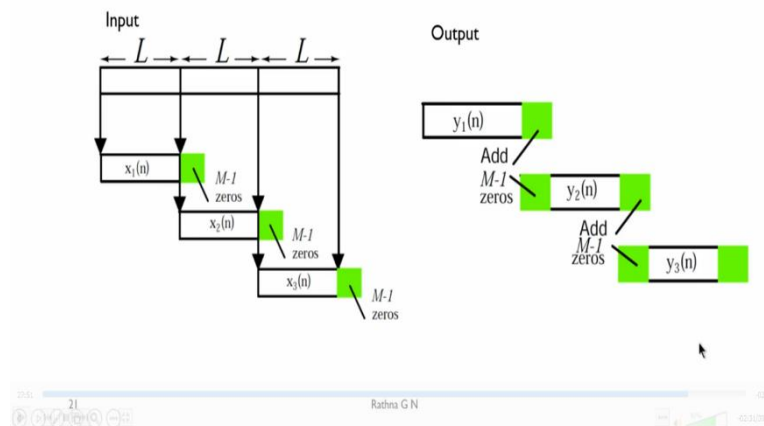 Input
L L L
x₁(n)
M-1
zeros
x₂(n)
M-1
zeros
x₃(n)
M-1
zeros
Output
y₁(n)
Add
M-1
zeros
y₂(n)
Add
M-1
zeros
y₃(n)
21
Rathna G N